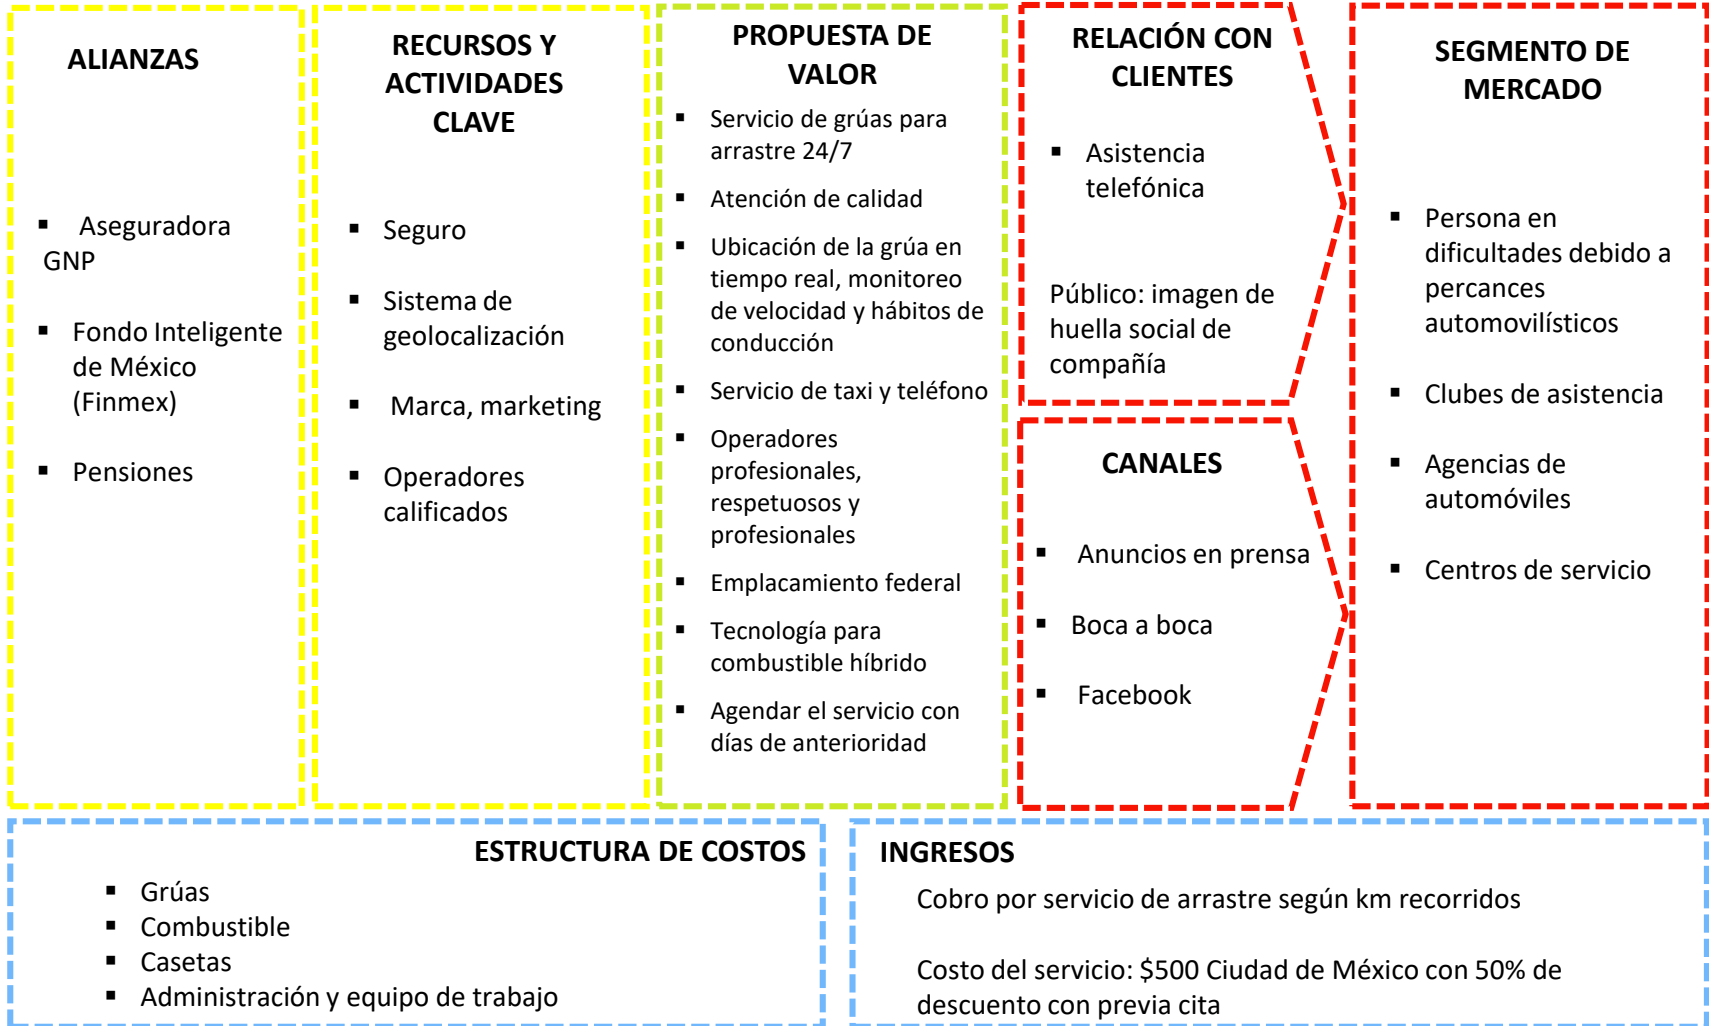 ALIANZAS
▪ Aseguradora
GNP
▪ Fondo Inteligente
de México
(Finmex)
▪ Pensiones
RECURSOS Y
ACTIVIDADES
CLAVE
▪ Seguro
▪ Sistema de
geolocalización
▪ Marca, marketing
▪ Operadores
calificados
PROPUESTA DE
VALOR
▪ Servicio de grúas para
arrastre 24/7
▪ Atención de calidad
▪ Ubicación de la grúa en
tiempo real, monitoreo
de velocidad y hábitos de
conducción
▪ Servicio de taxi y teléfono
▪ Operadores
profesionales,
respetuosos y
profesionales
▪ Emplacamiento federal
▪ Tecnología para
combustible híbrido
▪ Agendar el servicio con
días de anterioridad
RELACIÓN CON
CLIENTES
▪ Asistencia
telefónica
Público: imagen de
huella social de
compañía
CANALES
▪ Anuncios en prensa
▪ Boca a boca
▪ Facebook
SEGMENTO DE
MERCADO
▪ Persona en
dificultades debido a
percances
automovilísticos
▪ Clubes de asistencia
▪ Agencias de
automóviles
▪ Centros de servicio
ESTRUCTURA DE COSTOS
▪ Grúas
▪ Combustible
▪ Casetas
▪ Administración y equipo de trabajo
INGRESOS
Cobro por servicio de arrastre según km recorridos
Costo del servicio: $500 Ciudad de México con 50% de
descuento con previa cita